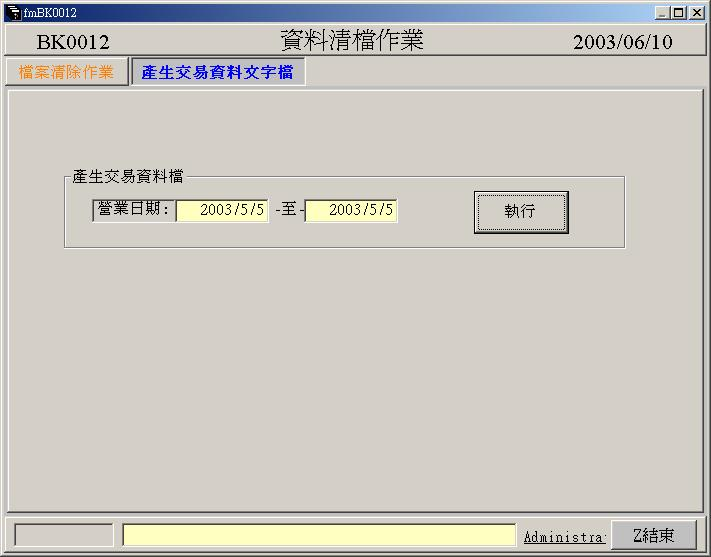 fmBK0012
BK0012 資料清檔作業 2003/06/10
檔案清除作業 產生交易資料文字檔
產生交易資料檔
營業日期: 2003/5/5 -至- 2003/5/5 執行
Administra Z結束